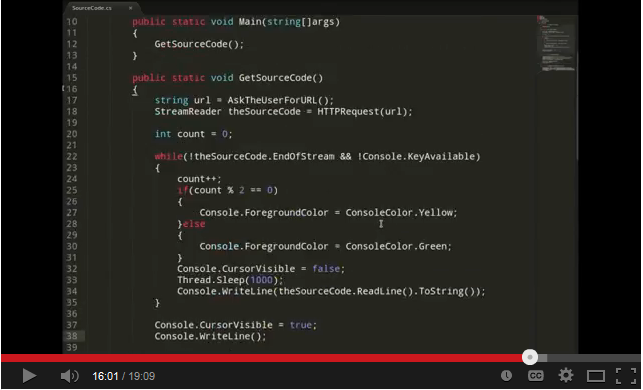 SourceCode.cs ×
10 public static void Main(string[]args)
11 {
12 GetSourceCode();
13 }
14
15 public static void GetSourceCode()
16 {
17 string url = AskTheUserForURL();
18 StreamReader theSourceCode = HTTPRequest(url);
19
20 int count = 0;
21
22 while(!theSourceCode.EndOfStream && !Console.KeyAvailable)
23 {
24 count++;
25 if(count % 2 == 0)
26 {
27 Console.ForegroundColor = ConsoleColor.Yellow;
28 }else
29 {
30 Console.ForegroundColor = ConsoleColor.Green;
31 }
32 Console.CursorVisible = false;
33 Thread.Sleep(1000);
34 Console.WriteLine(theSourceCode.ReadLine().ToString());
35 }
36
37 Console.CursorVisible = true;
38 Console.WriteLine();
39
16:01 / 19:09
CC